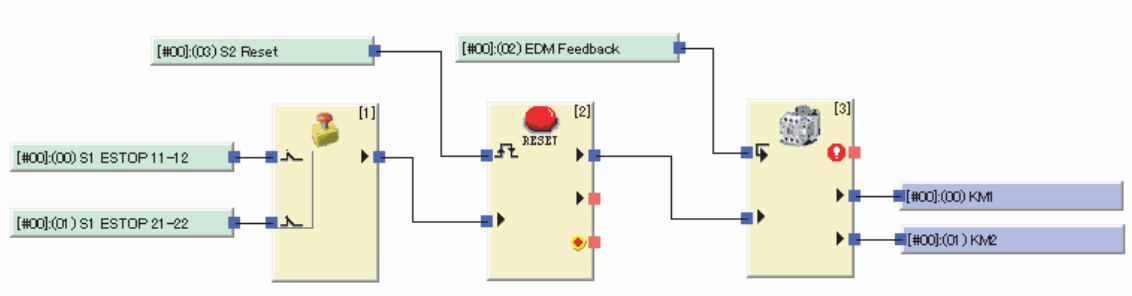 [#00]:(03) S2 Reset
[#00]:(02) EDM Feedback
[1]
[2]
[3]
RESET
[#00]:(00) S1 ESTOP 11-12
[#00]:(01) S1 ESTOP 21-22
[#00]:(00) KM1
[#00]:(01) KM2